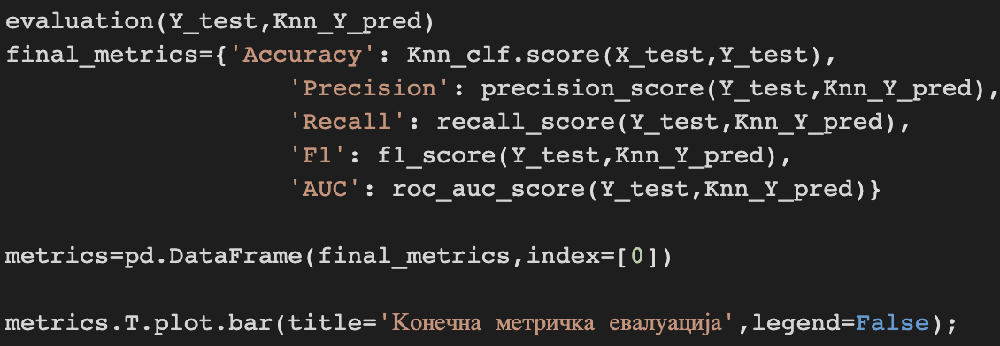 evaluation(Y_test,Knn_Y_pred)
final_metrics={'Accuracy': Knn_clf.score(X_test,Y_test),
'Precision': precision_score(Y_test,Knn_Y_pred),
'Recall': recall_score(Y_test,Knn_Y_pred),
'F1': f1_score(Y_test,Knn_Y_pred),
'AUC': roc_auc_score(Y_test,Knn_Y_pred)}
metrics=pd.DataFrame(final_metrics,index=[0])
metrics.T.plot.bar(title='Конечна метричка евалуација',legend=False);